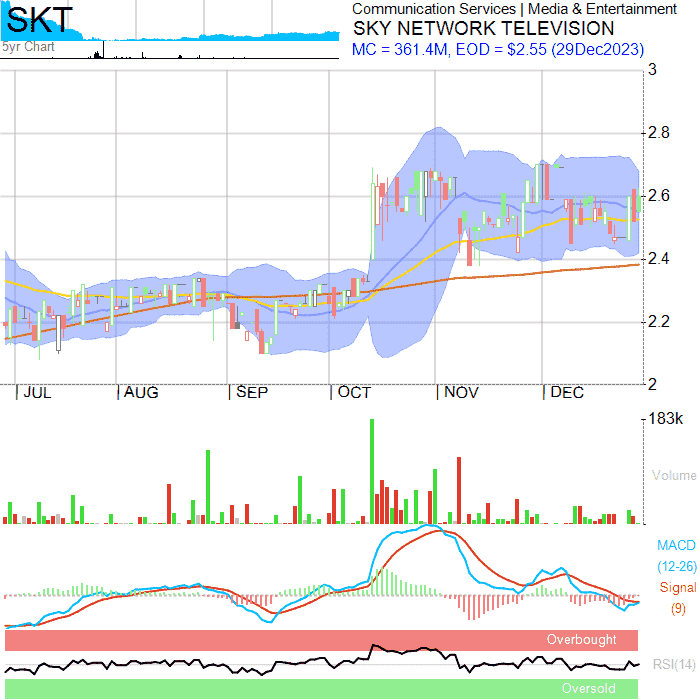 SKT
5yr Chart
Communication Services | Media & Entertainment
SKY NETWORK TELEVISION
MC = 361.4M, EOD = $2.55 (29Dec2023)
3
2.8
2.6
2.4
2.2
2
JUL
AUG
SEP
OCT
NOV
DEC
183k
Volume
MACD
(12-26)
Signal
(9)
Overbought
RSI(14)
Oversold